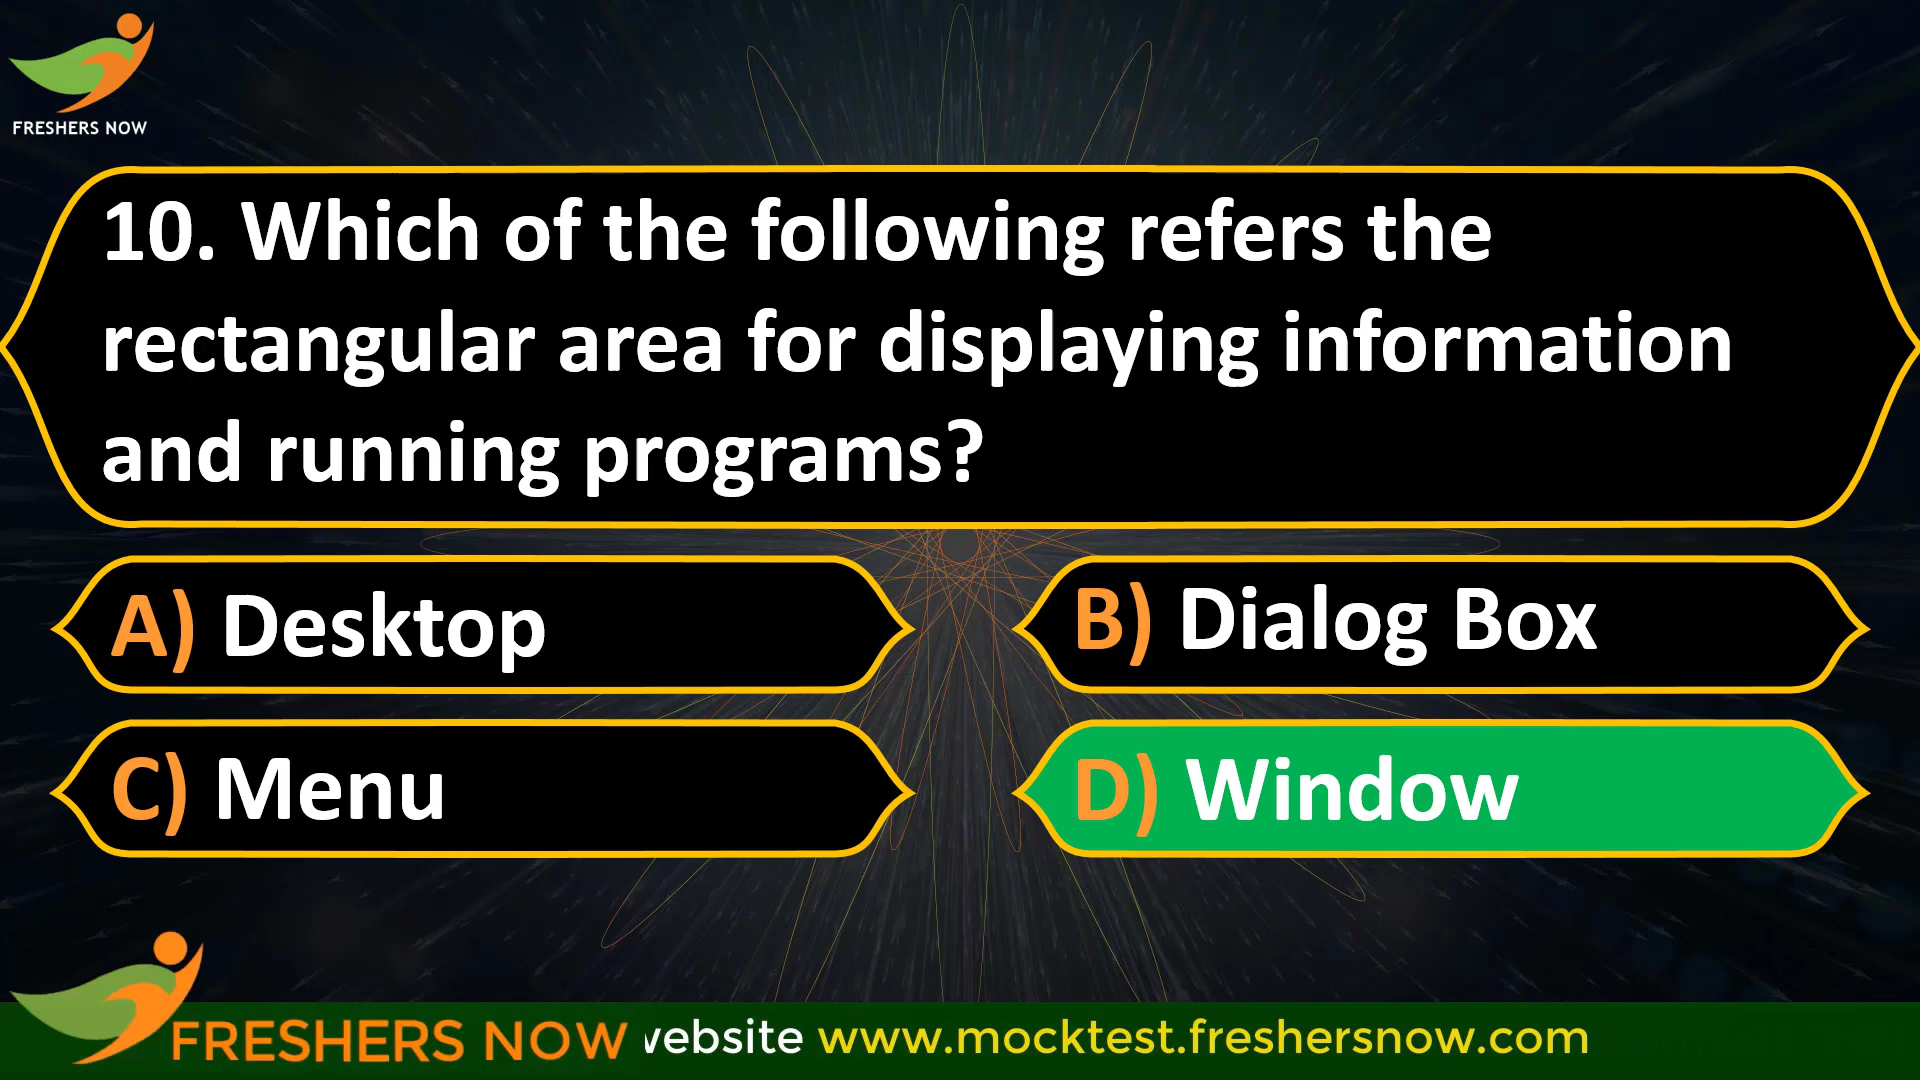 FRESHERS NOW
10. Which of the following refers the
rectangular area for displaying information
and running programs?
A) Desktop
B) Dialog Box
C) Menu
D) Window
FRESHERS NOW
www.mocktest.freshersnow.com